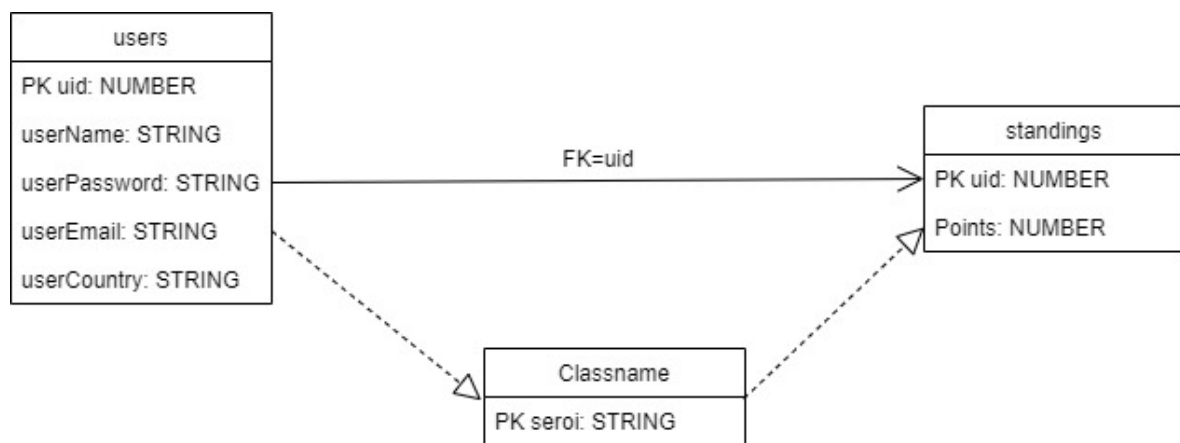 users
PK uid: NUMBER
userName: STRING
userPassword: STRING
userEmail: STRING
userCountry: STRING
FK=uid
standings
PK uid: NUMBER
Points: NUMBER
Classname
PK seroi: STRING